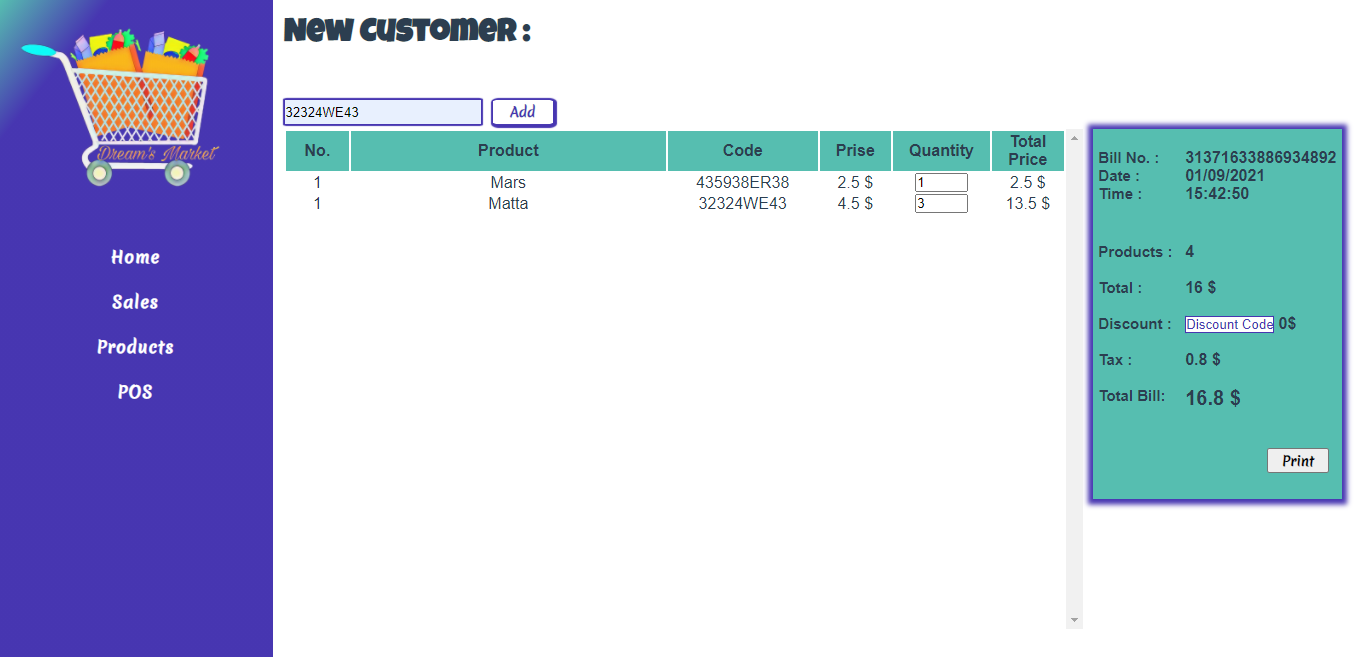 Dream's Market
Home
Sales
Products
POS
New Customer :
32324WE43 Add
No. Product Code Prise Quantity Total Price
1 Mars 435938ER38 2.5 $ 1 2.5 $
1 Matta 32324WE43 4.5 $ 3 13.5 $
Bill No. : 31371633886934892
Date : 01/09/2021
Time : 15:42:50
Products : 4
Total : 16 $
Discount : Discount Code 0$
Tax : 0.8 $
Total Bill: 16.8 $
Print